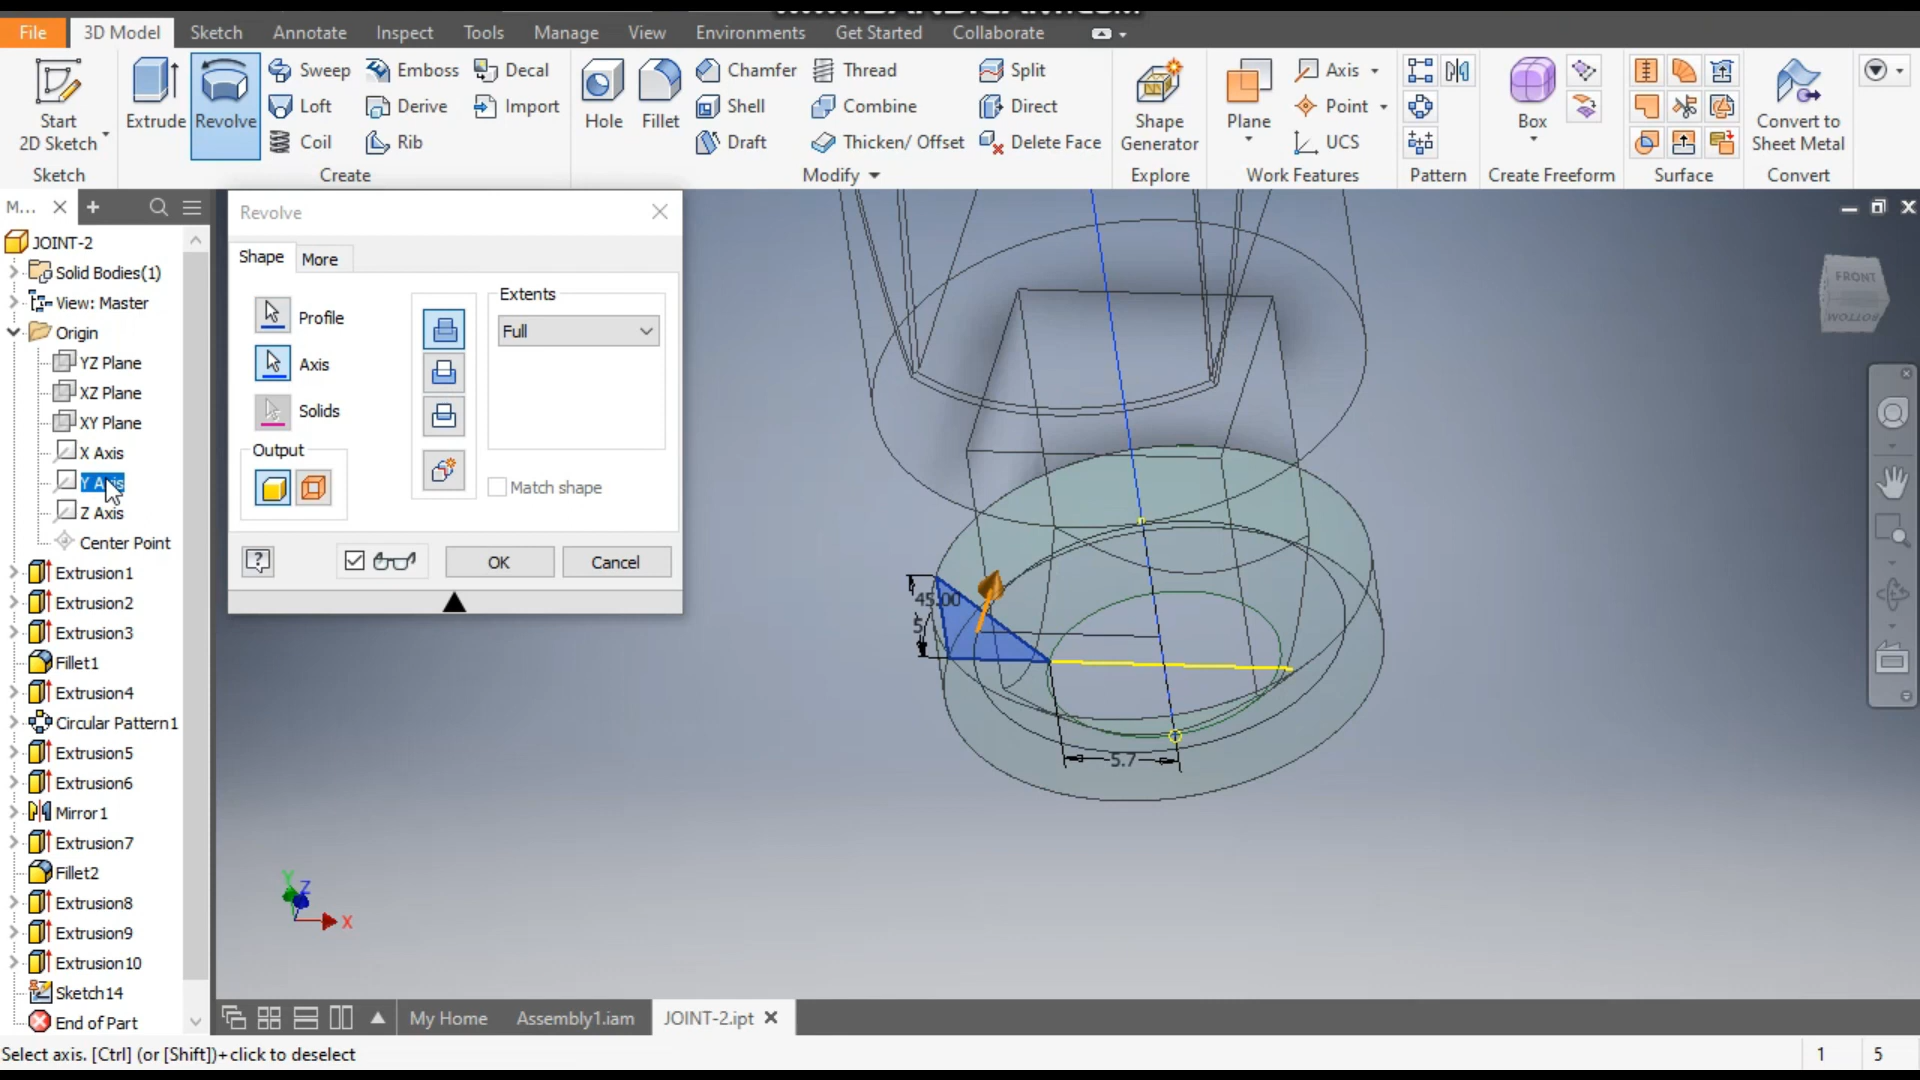 File 3D Model Sketch Annotate Inspect Tools Manage View Environments Get Started Collaborate
Start
2D Sketch
Extrude
Revolve
Sweep
Loft
Coil
Emboss
Derive
Rib
Decal
Import
Hole
Fillet
Chamfer
Shell
Draft
Thread
Combine
Thicken/ Offset
Split
Direct
Delete Face
Shape
Generator
Plane
Axis
Point
UCS
Box
Convert to
Sheet Metal
Sketch Create Modify Explore Work Features Pattern Create Freeform Surface Convert
M...
JOINT-2
Solid Bodies(1)
View: Master
Origin
YZ Plane
XZ Plane
XY Plane
X Axis
Y Axis
Z Axis
Center Point
Extrusion1
Extrusion2
Extrusion3
Fillet1
Extrusion4
Circular Pattern1
Extrusion5
Extrusion6
Mirror1
Extrusion7
Fillet2
Extrusion8
Extrusion9
Extrusion10
Sketch14
End of Part
Revolve
Shape More
Profile
Axis
Solids
Output
Extents
Full
Match shape
OK
Cancel
45.00
5
5.7
FRONT
BOTTOM
Y
Z
X
My Home Assembly1.iam JOINT-2.ipt
Select axis. [Ctrl] (or [Shift])+click to deselect
1 5